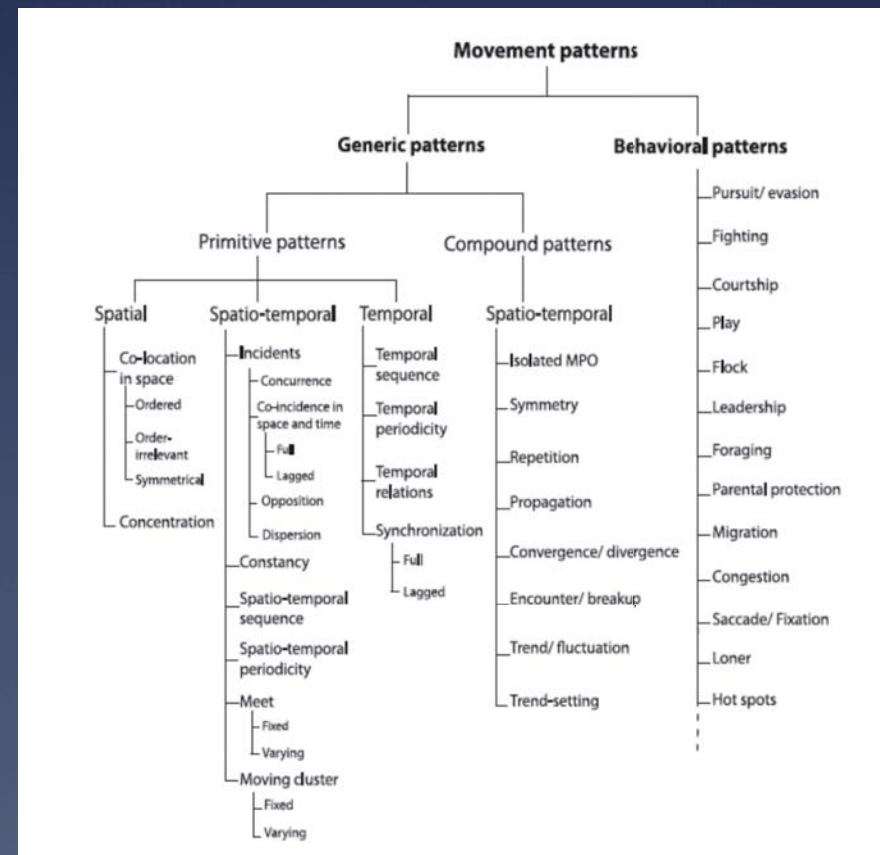 Movement patterns
Generic patterns
Behavioral patterns
Primitive patterns
Compound patterns
Spatial
Co-location
in space
Ordered
Order-
irrelevant
Symmetrical
Concentration
Spatio-temporal
Incidents
Concurrence
Co-incidence in
space and time
Full
Lagged
Opposition
Dispersion
Constancy
Spatio-temporal
sequence
Spatio-temporal
periodicity
Meet
Fixed
Varying
Moving cluster
Fixed
Varying
Temporal
Temporal
sequence
Temporal
periodicity
Temporal
relations
Synchronization
Full
Lagged
Spatio-temporal
Isolated MPO
Symmetry
Repetition
Propagation
Convergence/ divergence
Encounter/ breakup
Trend/ fluctuation
Trend-setting
Pursuit/ evasion
Fighting
Courtship
Play
Flock
Leadership
Foraging
Parental protection
Migration
Congestion
Saccade/ Fixation
Loner
Hot spots